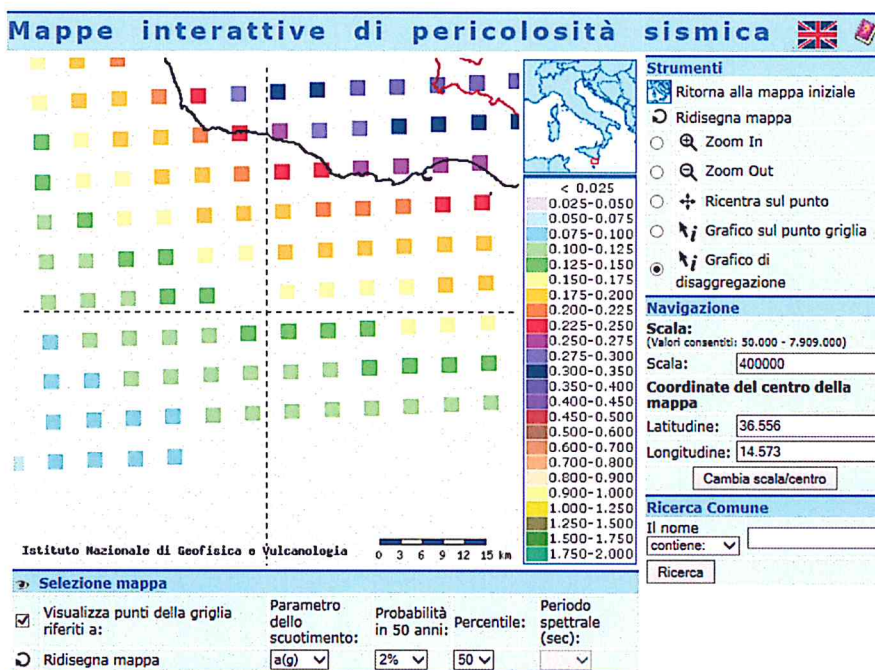 Mappe interattive di pericolosità sismica
Strumenti
Ritorna alla mappa iniziale
Ridisegna mappa
Zoom In
Zoom Out
Ricentra sul punto
Grafico sul punto griglia
Grafico di
disaggregazione
< 0.025
0.025-0.050
0.050-0.075
0.075-0.100
0.100-0.125
0.125-0.150
0.150-0.175
0.175-0.200
0.200-0.225
0.225-0.250
0.250-0.275
0.275-0.300
0.300-0.350
0.350-0.400
0.400-0.450
0.450-0.500
0.500-0.600
0.600-0.700
0.700-0.800
0.800-0.900
0.900-1.000
1.000-1.250
1.250-1.500
1.500-1.750
1.750-2.000
Istituto Nazionale di Geofisica e Vulcanologia
0 3 6 9 12 15 km
Navigazione
Scala:
(Valori consentiti: 50.000 - 7.909.000)
Scala: 400000
Coordinate del centro della
mappa
Latitudine: 36.556
Longitudine: 14.573
Cambia scala/centro
Ricerca Comune
Il nome
contiene:
Ricerca
Selezione mappa
Visualizza punti della griglia
riferiti a:
Parametro
dello
scuotimento:
Probabilità
in 50 anni:
Percentile:
Periodo
spettrale
(sec):
Ridisegna mappa
a(g)
2%
50